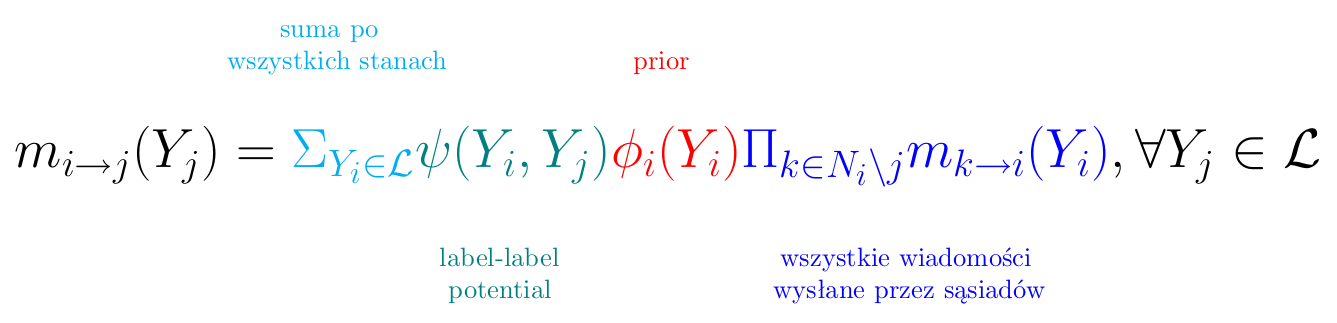 suma po
wszystkich stanach
prior
m_{i→j}(Y_j) = Σ_{Y_i∈ℒ}ψ(Y_i, Y_j)ϕ_i(Y_i)Π_{k∈N_i\j}m_{k→i}(Y_i), ∀Y_j ∈ ℒ
label-label
potential
wszystkie wiadomości
wysłane przez sąsiadów